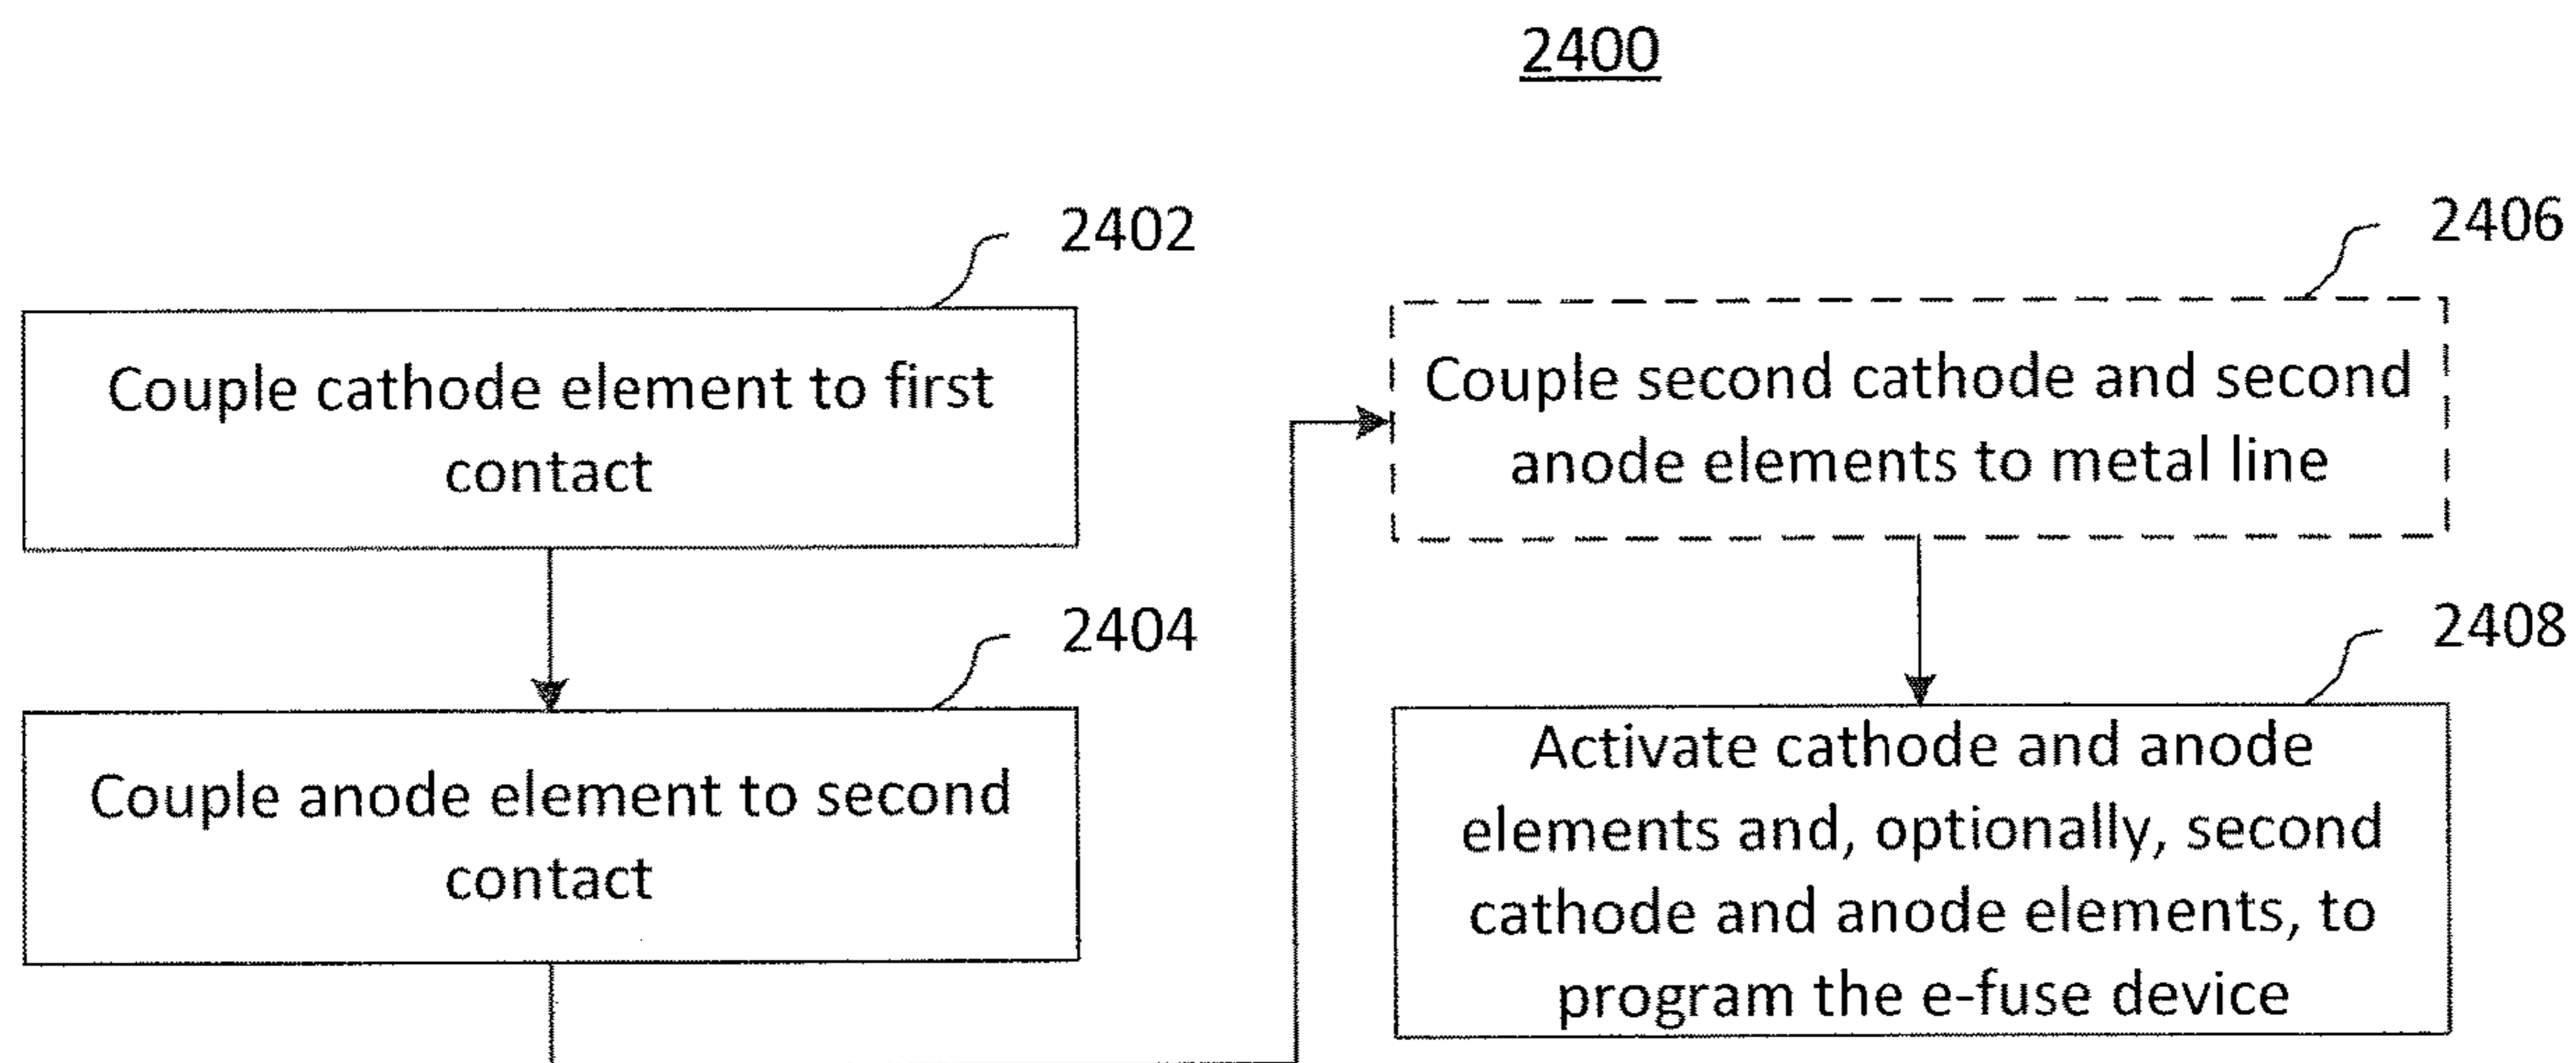 2400
2402
Couple cathode element to first
contact
2404
Couple anode element to second
contact
2406
Couple second cathode and second
anode elements to metal line
2408
Activate cathode and anode
elements and, optionally, second
cathode and anode elements, to
program the e-fuse device